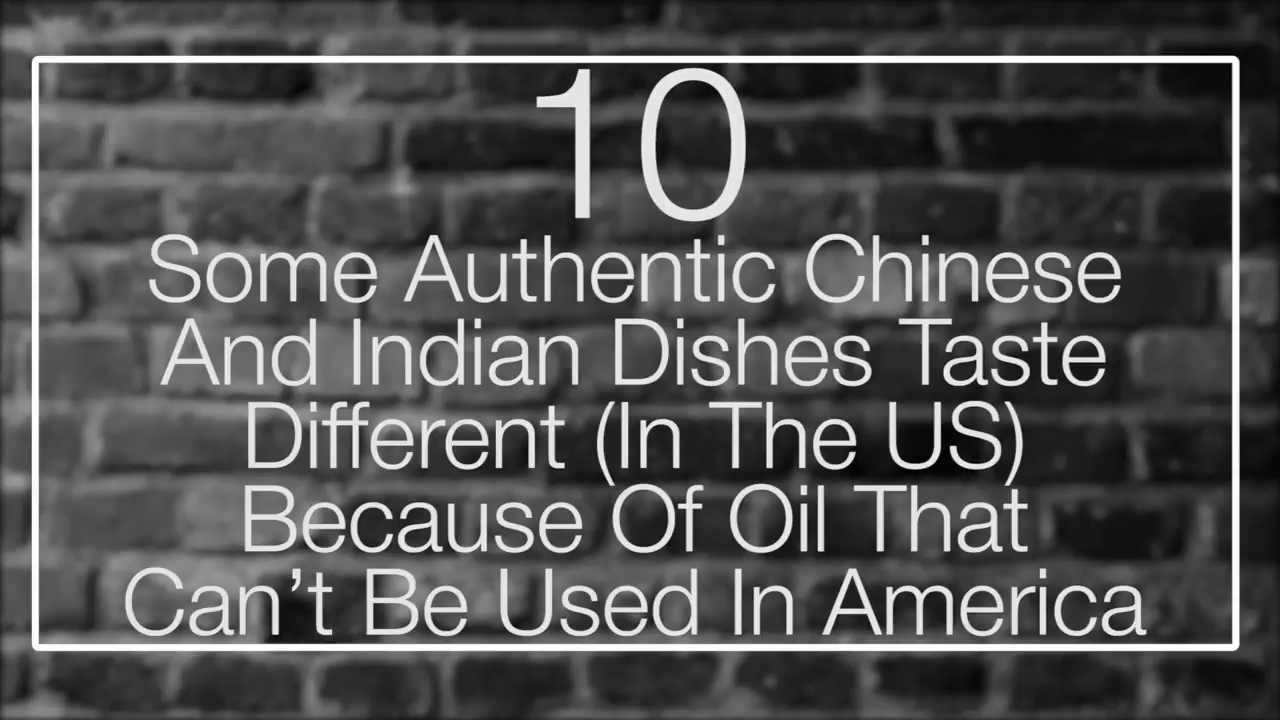 10
Some Authentic Chinese
And Indian Dishes Taste
Different (In The US)
Because Of Oil That
Can’t Be Used In America